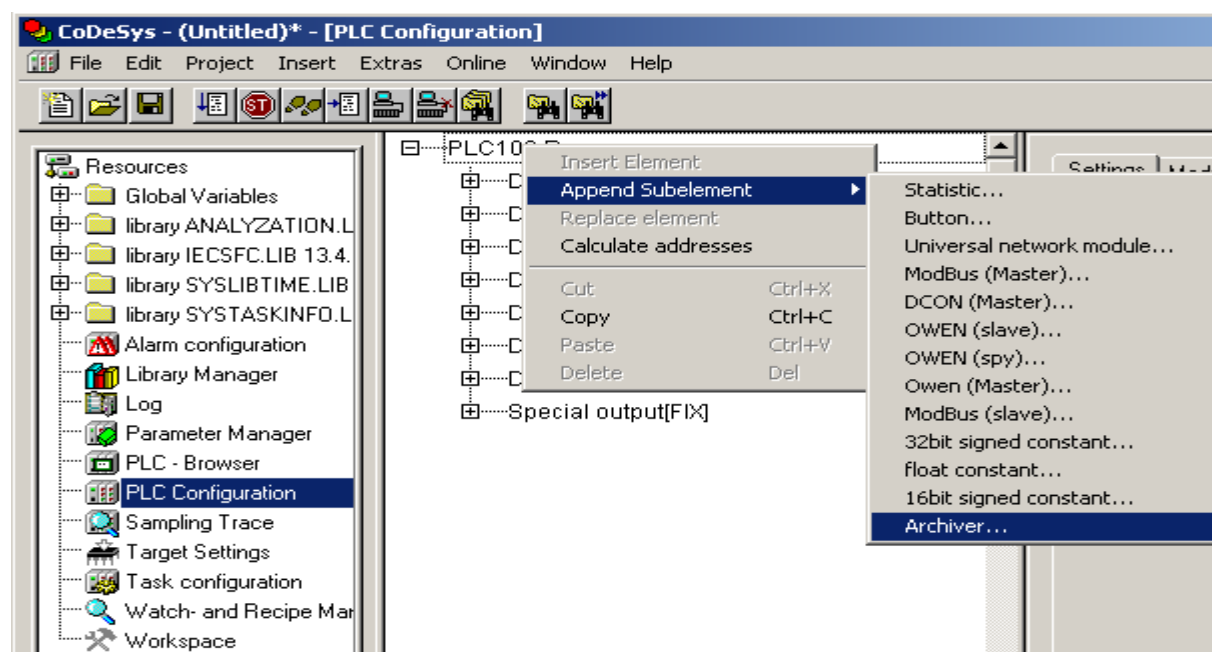 CoDeSys - (Untitled)* - [PLC Configuration]
File Edit Project Insert Extras Online Window Help
ST
Resources
Global Variables
library ANALYZATION.L
library IECSFC.LIB 13.4.
library SYSLIBTIME.LIB
library SYSTASKINFO.L
Alarm configuration
Library Manager
Log
Parameter Manager
PLC - Browser
PLC Configuration
Sampling Trace
Target Settings
Task configuration
Watch- and Recipe Mar
Workspace
Special output[FIX]
Insert Element
Append Subelement
Replace element
Calculate addresses
Cut Ctrl+X
Copy Ctrl+C
Paste Ctrl+V
Delete Del
Settings
Statistic...
Button...
Universal network module...
ModBus (Master)...
DCON (Master)...
OWEN (slave)...
OWEN (spy)...
Owen (Master)...
ModBus (slave)...
32bit signed constant...
float constant...
16bit signed constant...
Archiver...